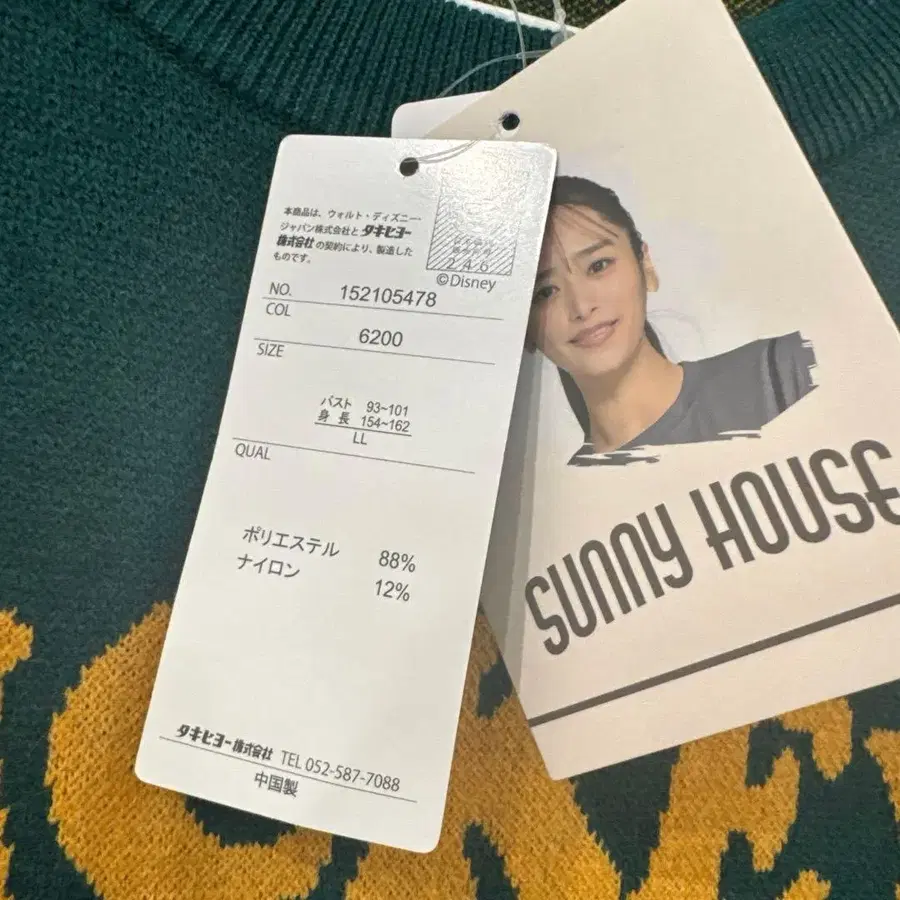 本商品は、ウォルト・ディズニー・
ジャパン株式会社と タキヒヨー
株式会社 の契約により、製造した
ものです。
246
©Disney
NO. 152105478
COL
6200
SIZE
バスト 93~101
身長 154~162
LL
QUAL
ポリエステル 88%
ナイロン 12%
タキヒヨー株式会社 TEL 052-587-7088
中国製
SUNNY HOUSE